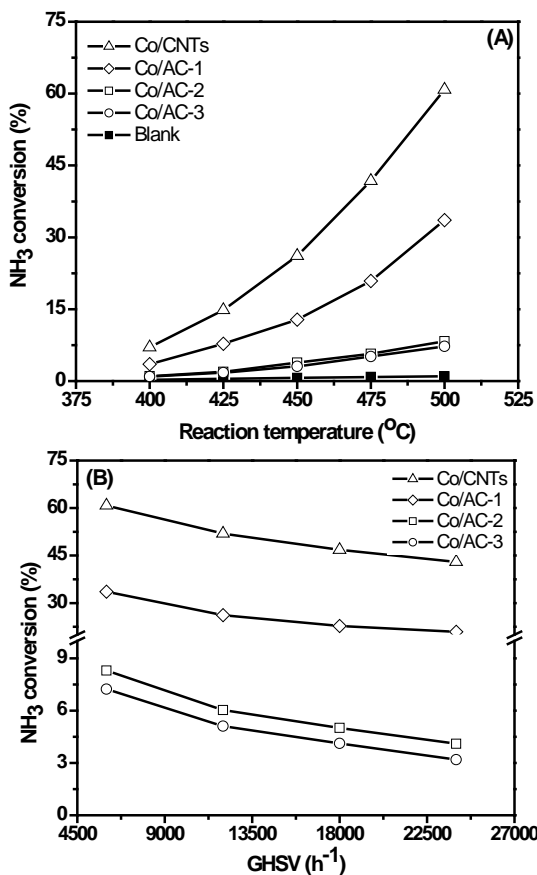 75
Co/CNTs
(A)
Co/AC-1
60
Co/AC-2
Co/AC-3
45
Blank
30
15
0
375 400 425 450 475 500 525
NH3 conversion (%)
Reaction temperature (OC)
75
(B)
Co/CNTs
Co/AC-1
60
Co/AC-2
Co/AC-3
45
30
9
6
3
0
4500 9000 13500 18000 22500 27000
NH3 conversion (%)
GHSV (h-1)